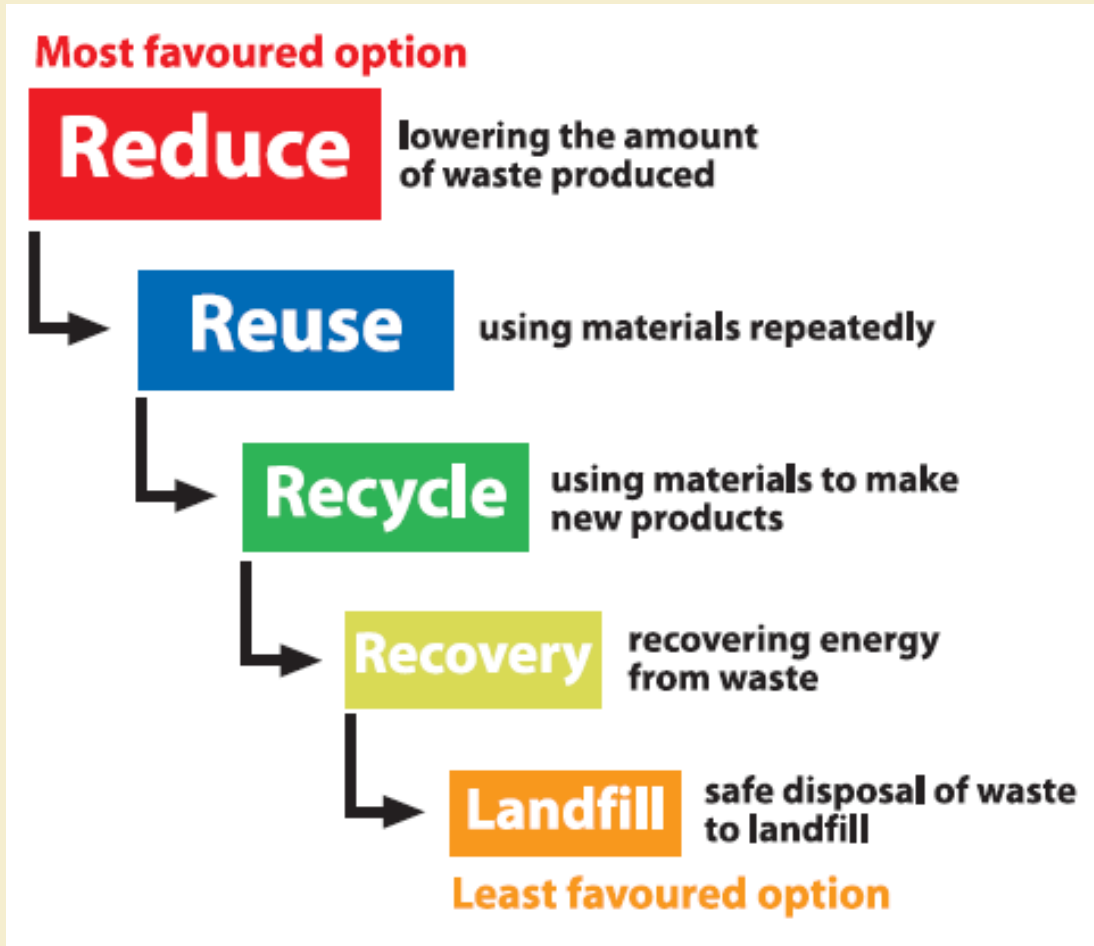 Most favoured option
Reduce
lowering the amount
of waste produced
Reuse
using materials repeatedly
Recycle
using materials to make
new products
Recovery
recovering energy
from waste
Landfill
safe disposal of waste
to landfill
Least favoured option